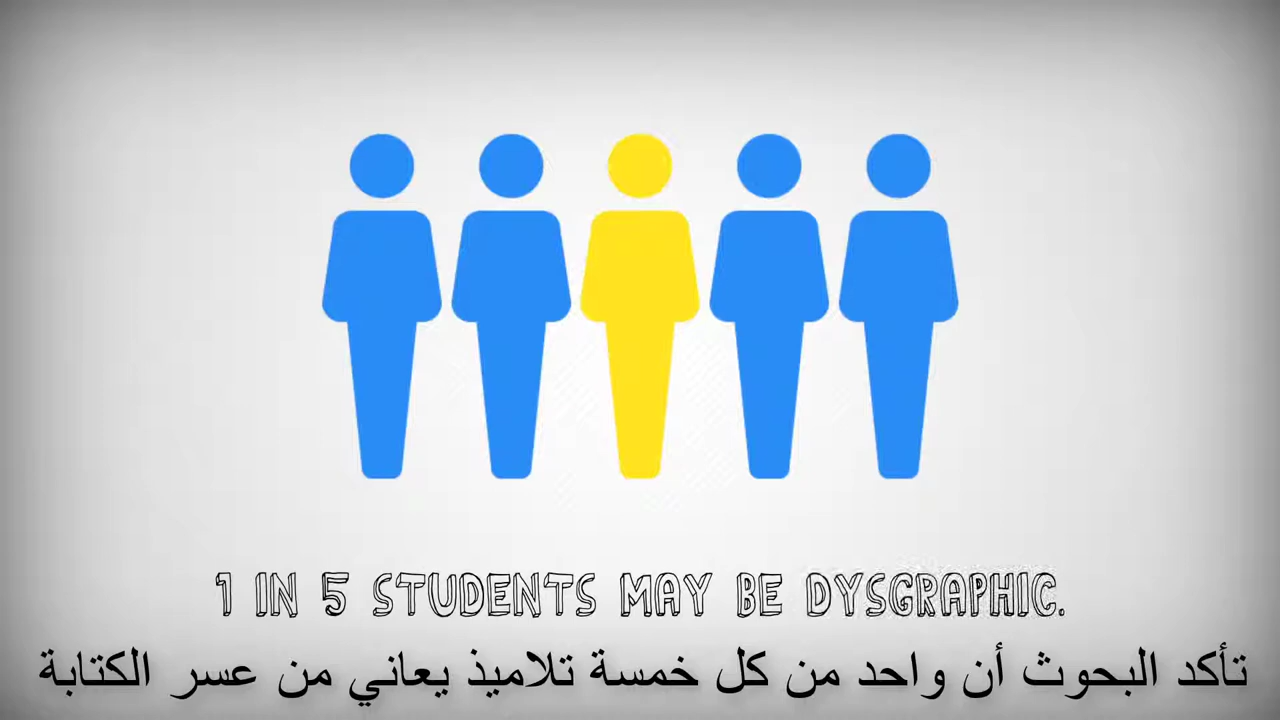 1 IN 5 STUDENTS MAY BE DYSGRAPHIC.
تأكد البحوث أن واحد من كل خمسة تلاميذ يعاني من عسر الكتابة